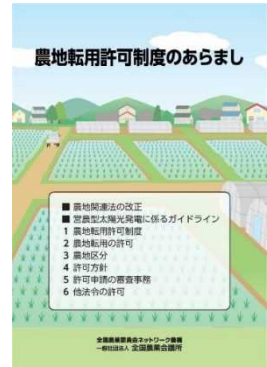 農地転用許可制度のあらまし
■ 農地関連法の改正
■ 営農型太陽光発電に係るガイドライン
1 農地転用許可制度
2 農地転用の許可
3 農地区分
4 許可方針
5 許可申請の審査事務
6 他法令の許可
全国農業委員会ネットワーク機構
一般社団法人 全国農業会議所